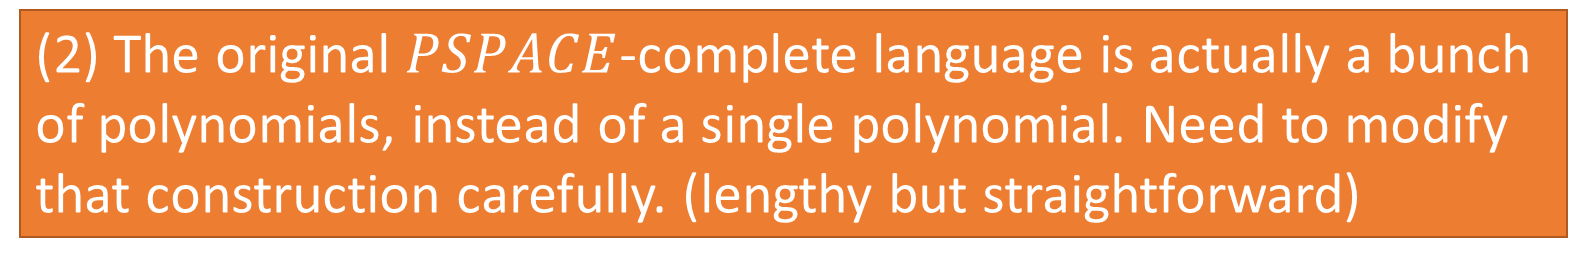 (2) The original PSPACE-complete language is actually a bunch
of polynomials, instead of a single polynomial. Need to modify
that construction carefully. (lengthy but straightforward)